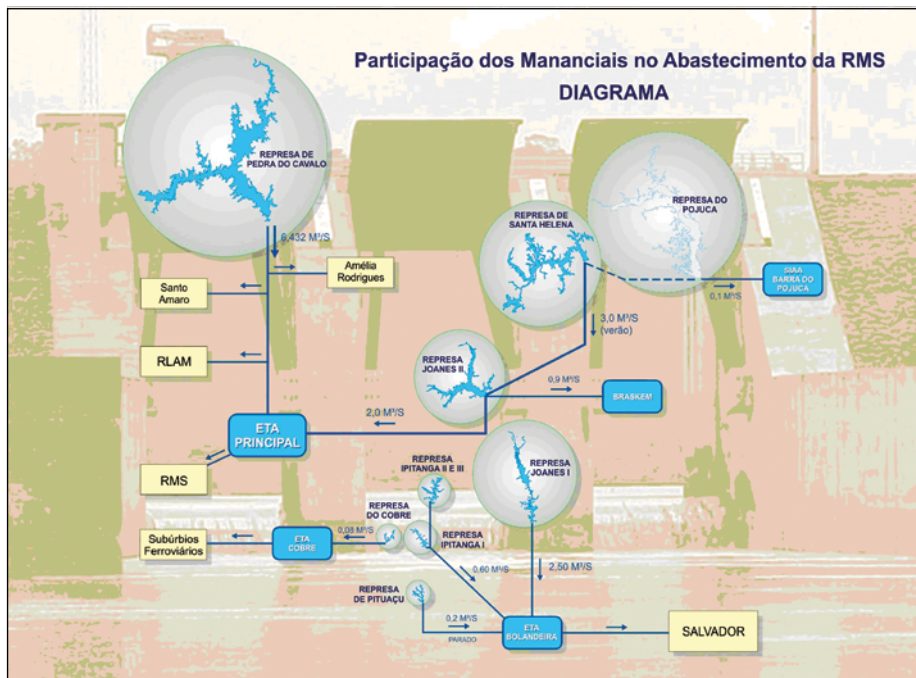 Participação dos Mananciais no Abastecimento da RMS
DIAGRAMA
REPRESA DE
PEDRA DO CAVALO
REPRESA DE
SANTA HELENA
REPRESA DO
POJUCA
6,432 M³/S
Amélia
Rodrigues
Santo
Amaro
SIAA
BARRA DO
POJUCA
0,1 M³/S
3,0 M³/S
(verão)
RLAM
REPRESA
JOANES II
0,9 M³/S
BRASKEM
2,0 M³/S
ETA
PRINCIPAL
RMS
REPRESA
IPITANGA II E III
REPRESA
JOANES I
REPRESA
DO COBRE
REPRESA
IPITANGA I
Subúrbios
Ferroviários
ETA
COBRE
0,08 M³/S
0,60 M³/S
2,50 M³/S
REPRESA
DE PITUAÇU
0,2 M³/S
PARADO
ETA
BOLANDEIRA
SALVADOR